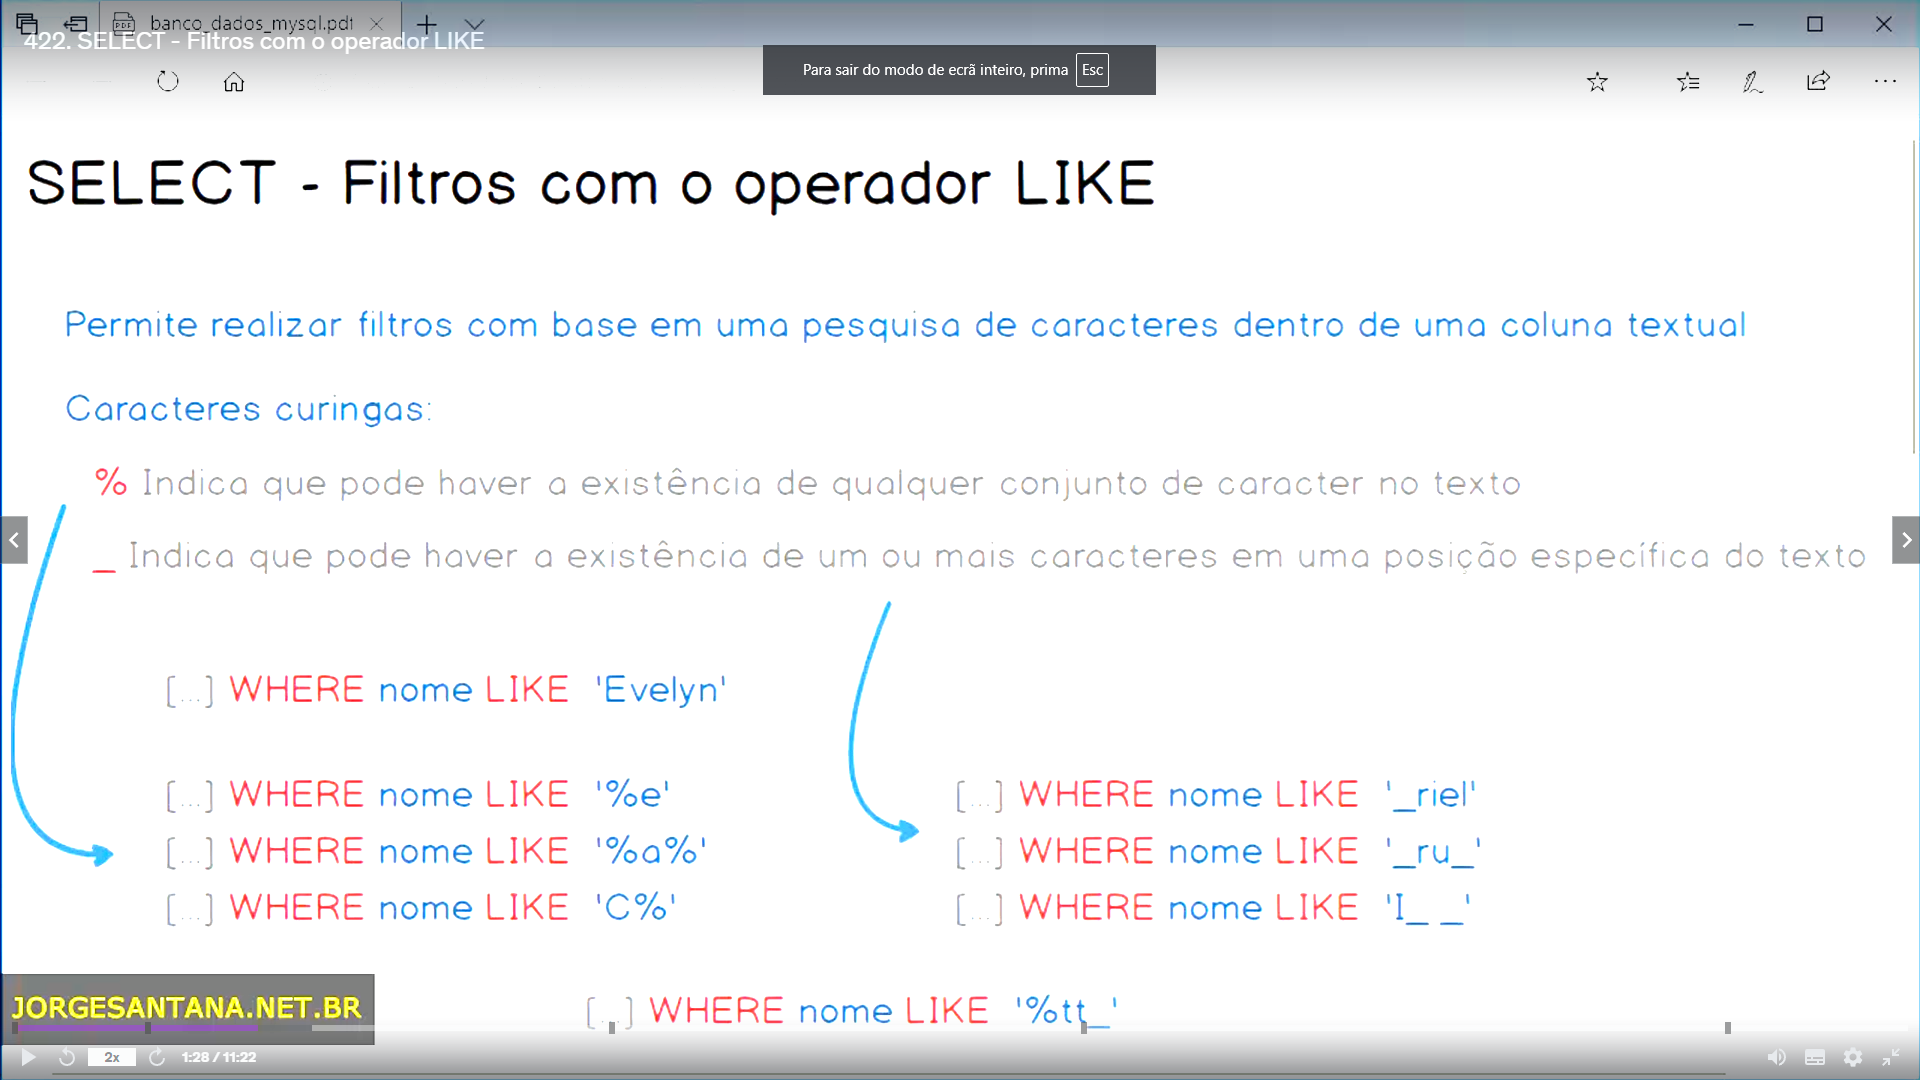 banco_dados_mysql.pdf
422. SELECT - Filtros com o operador LIKE
Para sair do modo de ecrã inteiro, prima Esc
SELECT - Filtros com o operador LIKE
Permite realizar filtros com base em uma pesquisa de caracteres dentro de uma coluna textual
Caracteres curingas:
% Indica que pode haver a existência de qualquer conjunto de caracter no texto
_ Indica que pode haver a existência de um ou mais caracteres em uma posição específica do texto
[...] WHERE nome LIKE 'Evelyn'
[...] WHERE nome LIKE '%e'
[...] WHERE nome LIKE '%a%'
[...] WHERE nome LIKE 'C%'
[...] WHERE nome LIKE '_riel'
[...] WHERE nome LIKE '_ru_'
[...] WHERE nome LIKE 'I_ _'
[...] WHERE nome LIKE '%tt_'
JORGESANTANA.NET.BR
2x 1:28 / 11:22